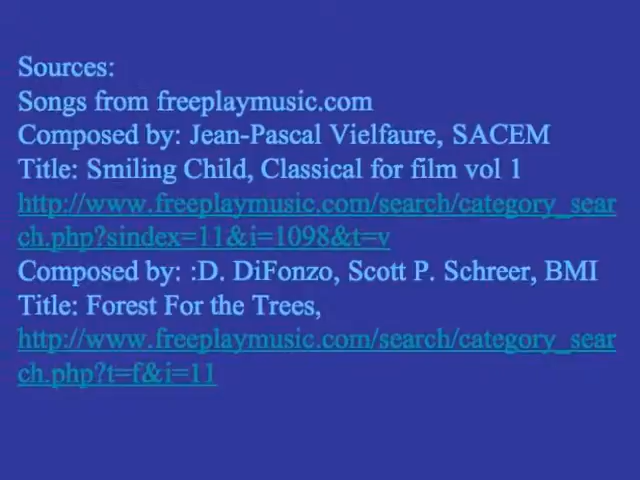 Sources:
Songs from freeplaymusic.com
Composed by: Jean-Pascal Vielfaure, SACEM
Title: Smiling Child, Classical for film vol 1
http://www.freeplaymusic.com/search/category_sear
ch.php?sindex=11&i=1098&t=v
Composed by: :D. DiFonzo, Scott P. Schreer, BMI
Title: Forest For the Trees,
http://www.freeplaymusic.com/search/category_sear
ch.php?t=f&i=11